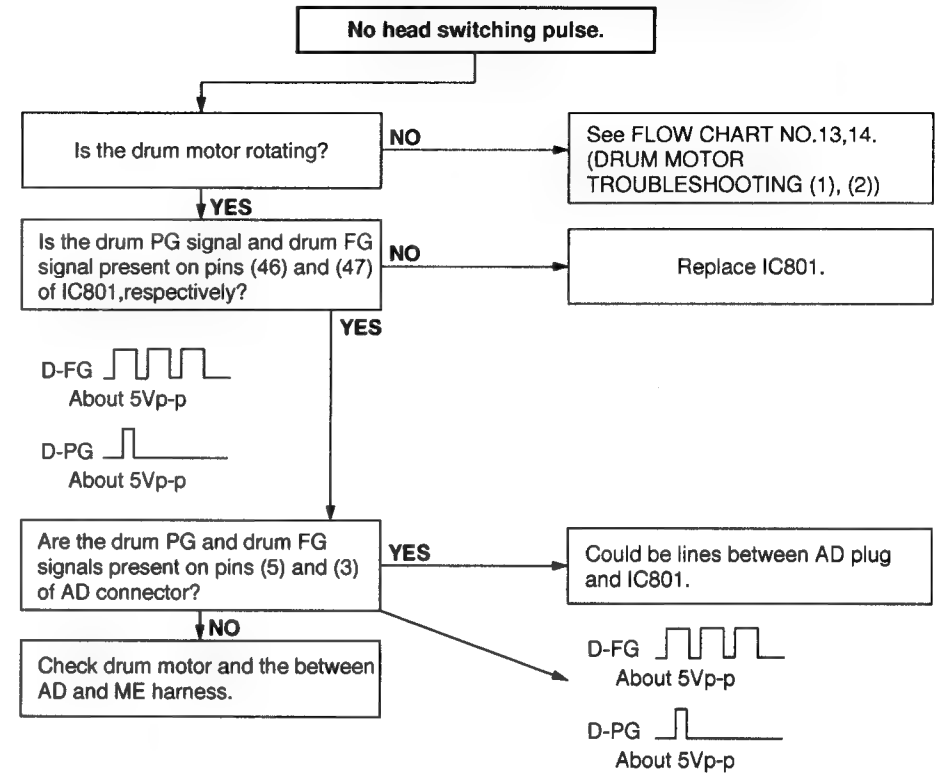 No head switching pulse.
Is the drum motor rotating?
NO
See FLOW CHART NO.13,14.
(DRUM MOTOR
TROUBLESHOOTING (1), (2))
YES
Is the drum PG signal and drum FG
signal present on pins (46) and (47)
of IC801,respectively?
NO
Replace IC801.
YES
D-FG
About 5Vp-p
D-PG
About 5Vp-p
Are the drum PG and drum FG
signals present on pins (5) and (3)
of AD connector?
YES
Could be lines between AD plug
and IC801.
NO
Check drum motor and the between
AD and ME harness.
D-FG
About 5Vp-p
D-PG
About 5Vp-p